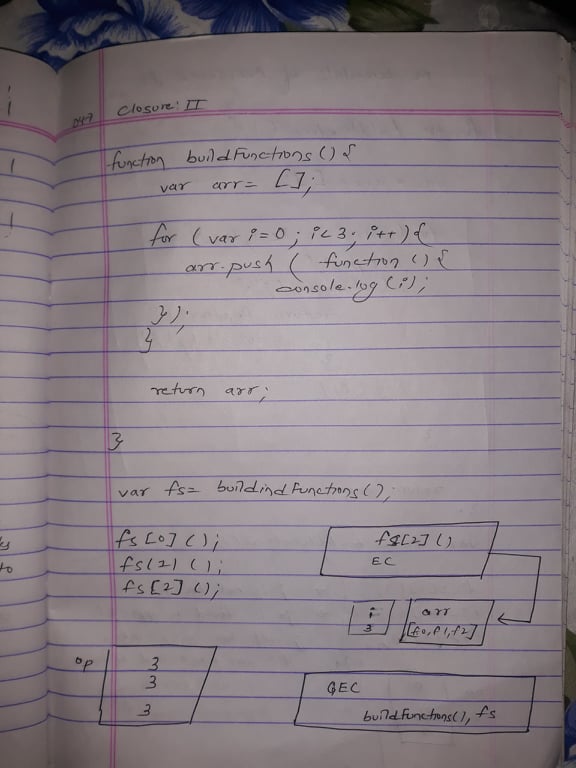 047 Closure: II
function buildFunctions () {
var arr = [];
for (var i=0; i<3; i++) {
arr.push ( function () {
console.log (i);
});
}
return arr;
}
var fs = buildindFunctions();
fs [0] ();
fs(2) ();
fs [2] ();
fs[2] ()
EC
i
3
arr
[f0, f1, f2]
op
3
3
3
GEC
buildFunctions(), fs